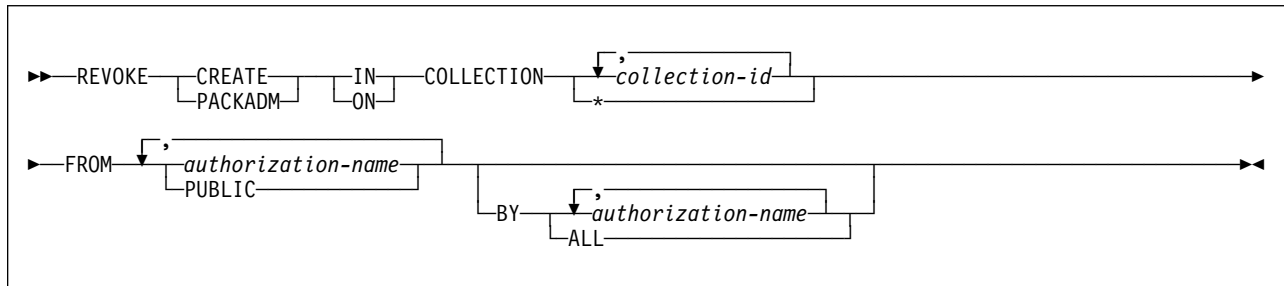 ,
REVOKE CREATE IN COLLECTION collection-id
PACKADM ON *
,
FROM authorization-name
PUBLIC ,
BY authorization-name
ALL